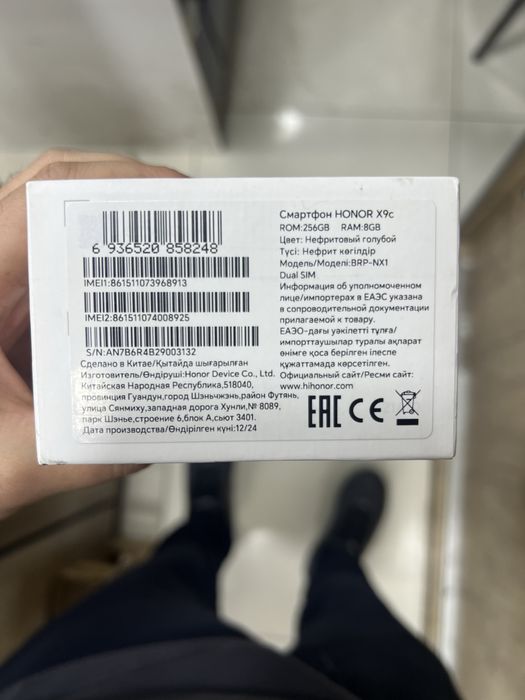 6 936520 858248
IMEI1:861511073968913
IMEI2:861511074008925
S/N:AN7B6R4B29003132
Сделано в Китае/Қытайда шығарылған
Изготовитель/Өндіруші:Honor Device Co., Ltd.
Китайская Народная Республика,518040,
провинция Гуандун,город Шэньчжэнь,район Футянь,
улица Сянмиху,западная дорога Хунли,№ 8089,
парк Шэнье,строение 6,блок А,сьют 3401.
Дата производства/Өндірілген күні:12/24
Смартфон HONOR X9c
ROM:256GB RAM:8GB
Цвет: Нефритовый голубой
Түсі: Нефрит көгілдір
Модель/Моделі:BRP-NX1
Dual SIM
Информация об уполномоченном
лице/импортерах в ЕАЭС указана
в сопроводительной документации
прилагаемой к товару.
ЕАЭО-дағы уәкілетті тұлға/
импорттаушылар туралы ақпарат
өнімге қоса берілген ілеспе
құжаттамада көрсетілген.
Официальный сайт/Ресми сайт:
www.hihonor.com
EAC CE